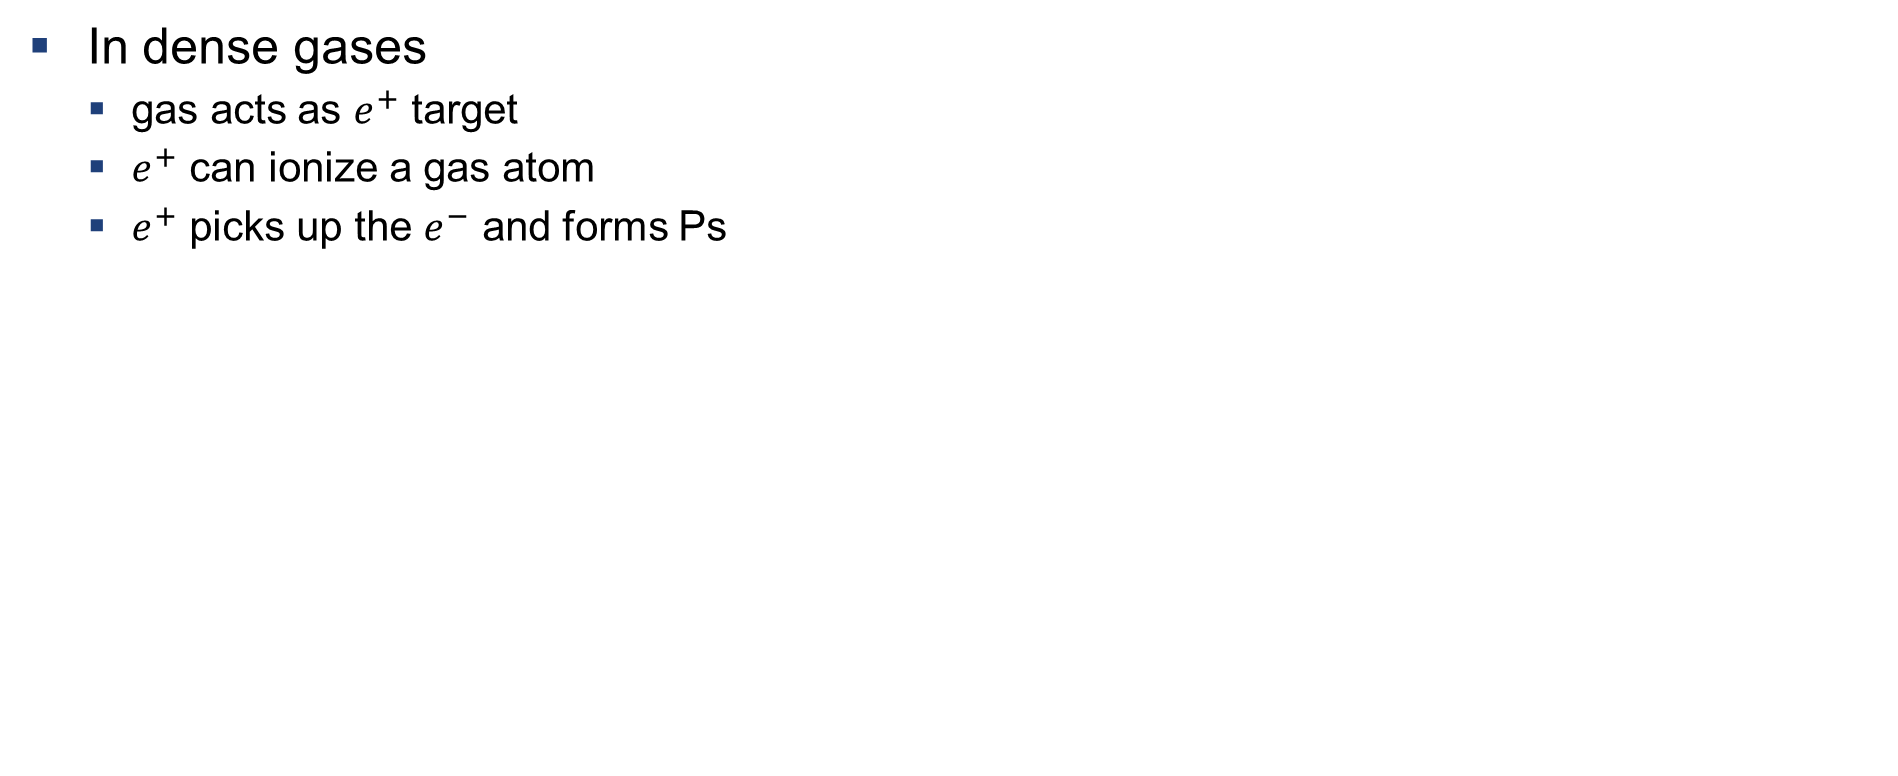 ▪ In dense gases
▪ gas acts as e⁺ target
▪ e⁺ can ionize a gas atom
▪ e⁺ picks up the e⁻ and forms Ps